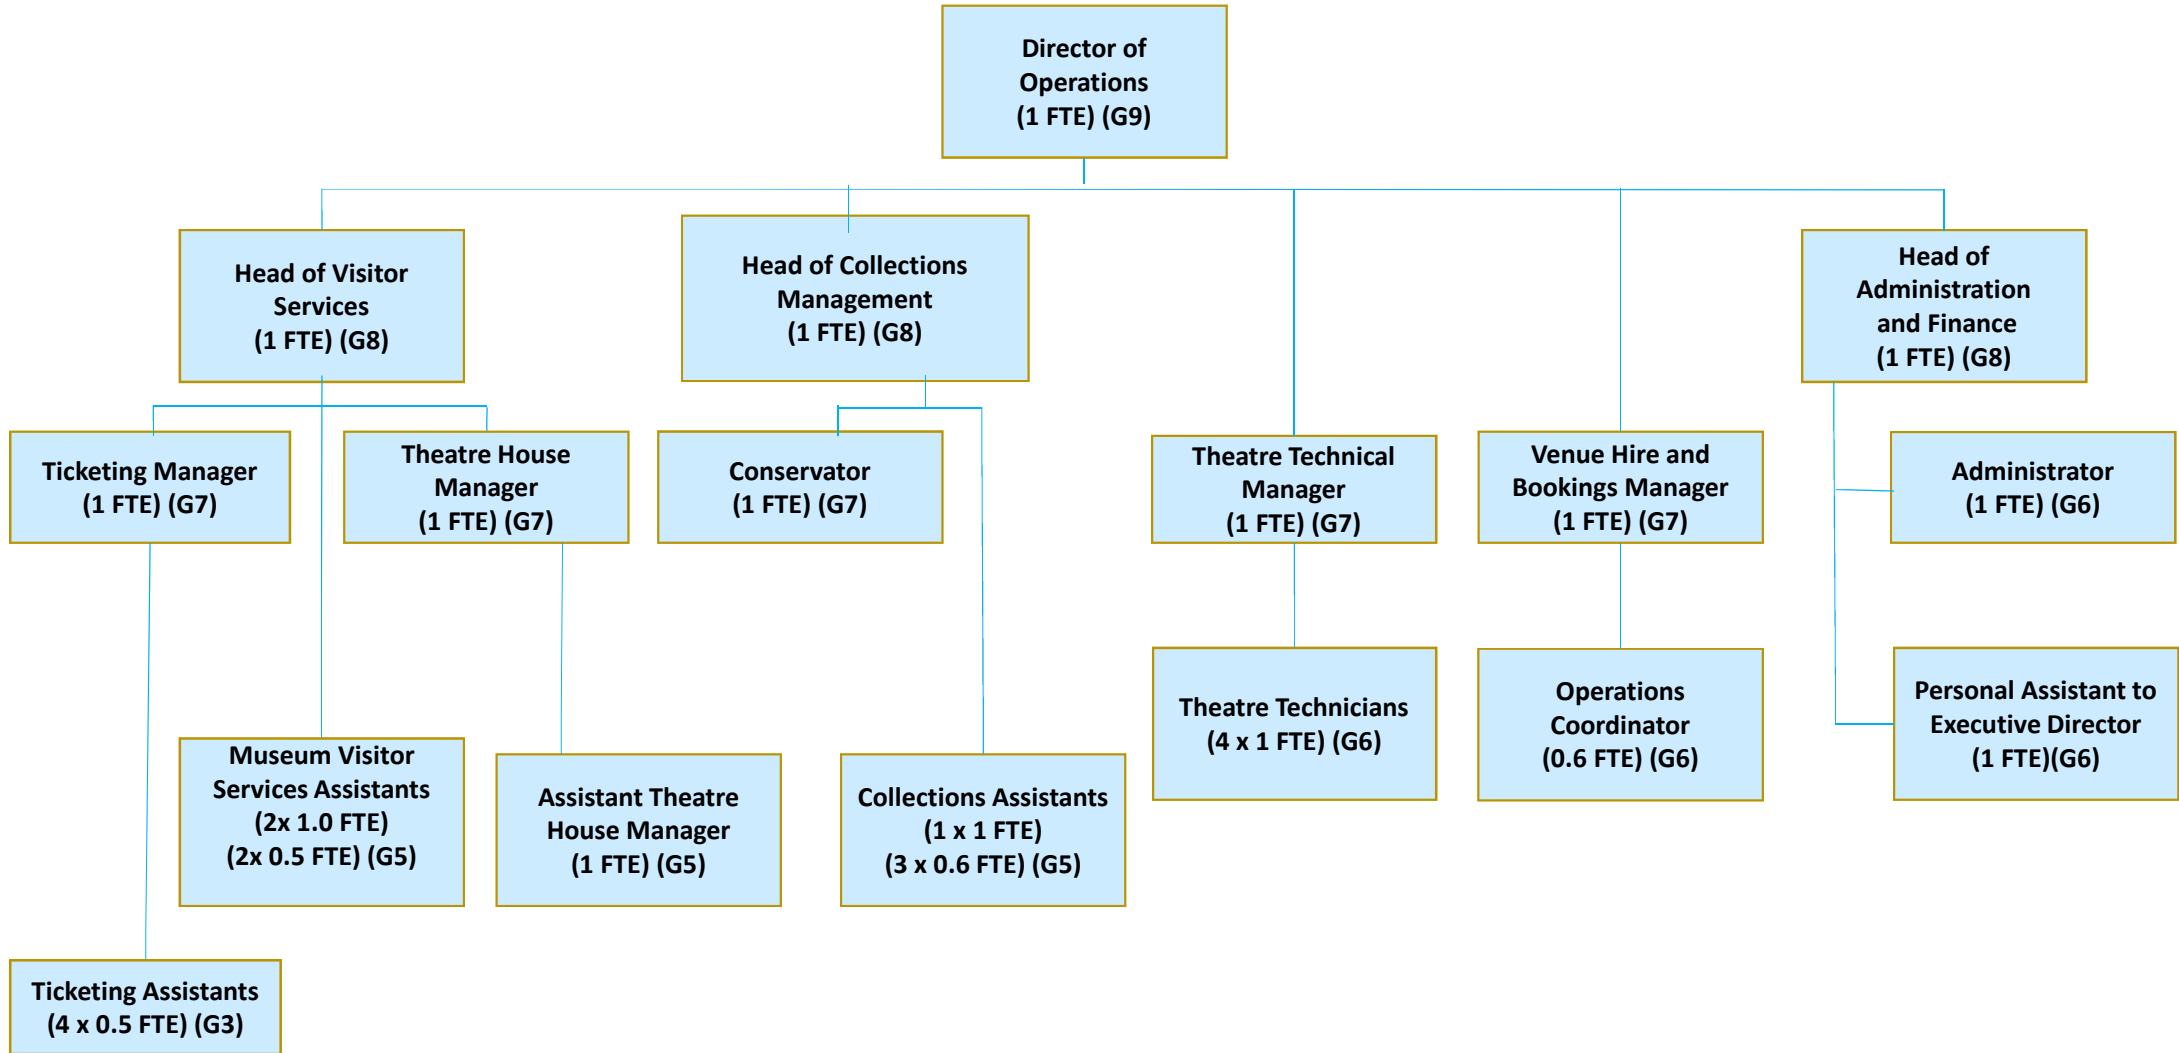 Director of
Operations
(1 FTE) (G9)
Head of Visitor
Services
(1 FTE) (G8)
Head of Collections
Management
(1 FTE) (G8)
Head of
Administration
and Finance
(1 FTE) (G8)
Ticketing Manager
(1 FTE) (G7)
Theatre House
Manager
(1 FTE) (G7)
Conservator
(1 FTE) (G7)
Theatre Technical
Manager
(1 FTE) (G7)
Venue Hire and
Bookings Manager
(1 FTE) (G7)
Administrator
(1 FTE) (G6)
Museum Visitor
Services Assistants
(2x 1.0 FTE)
(2x 0.5 FTE) (G5)
Assistant Theatre
House Manager
(1 FTE) (G5)
Collections Assistants
(1 x 1 FTE)
(3 x 0.6 FTE) (G5)
Theatre Technicians
(4 x 1 FTE) (G6)
Operations
Coordinator
(0.6 FTE) (G6)
Personal Assistant to
Executive Director
(1 FTE)(G6)
Ticketing Assistants
(4 x 0.5 FTE) (G3)